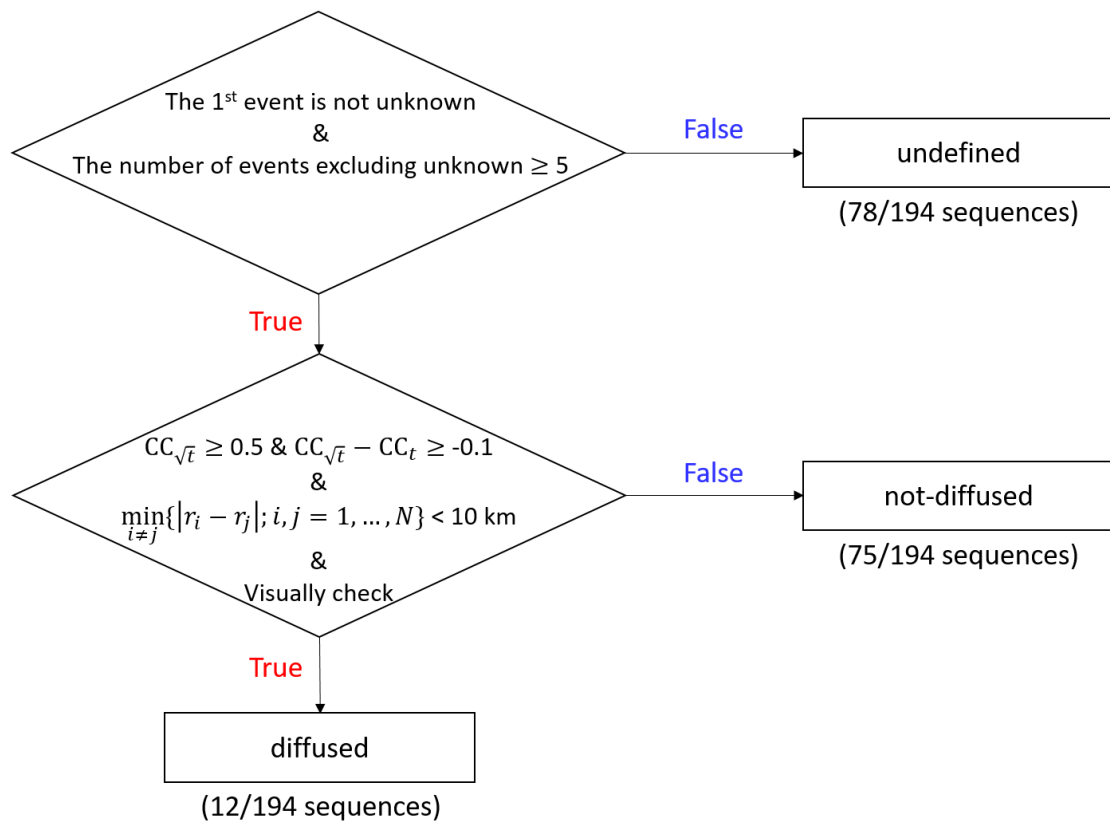 The 1st event is not unknown
&
The number of events excluding unknown ≥ 5
False
undefined
(78/194 sequences)
True
CC√t ≥ 0.5 & CC√t − CCt ≥ -0.1
&
min i≠j {|ri − rj|; i, j = 1, … , N} < 10 km
&
Visually check
False
not-diffused
(75/194 sequences)
True
diffused
(12/194 sequences)